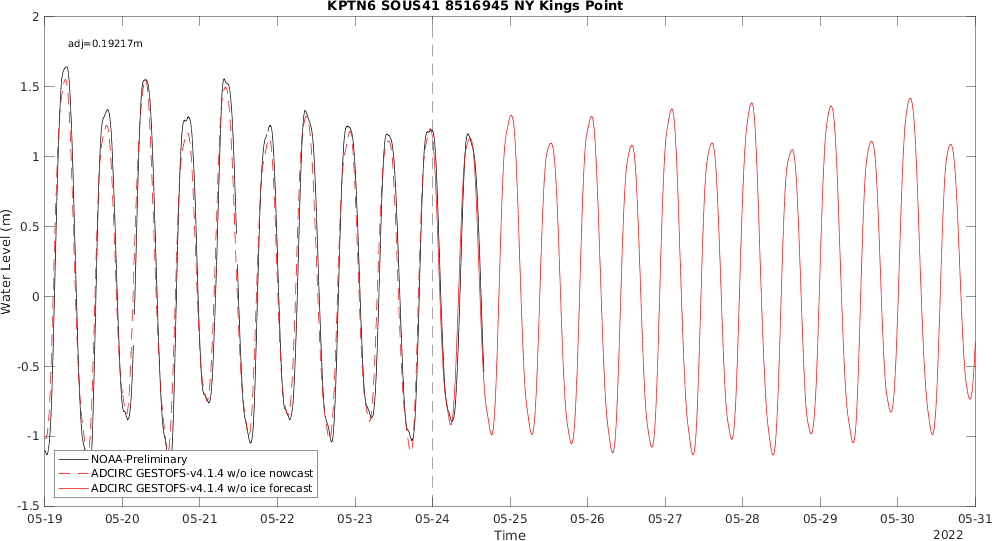 KPTN6 SOUS41 8516945 NY Kings Point
adj=0.19217m
2
1.5
1
0.5
0
-0.5
-1
-1.5
Water Level (m)
NOAA-Preliminary
ADCIRC GESTOFS-v4.1.4 w/o ice nowcast
ADCIRC GESTOFS-v4.1.4 w/o ice forecast
05-19 05-20 05-21 05-22 05-23 05-24 05-25 05-26 05-27 05-28 05-29 05-30 05-31
Time
2022